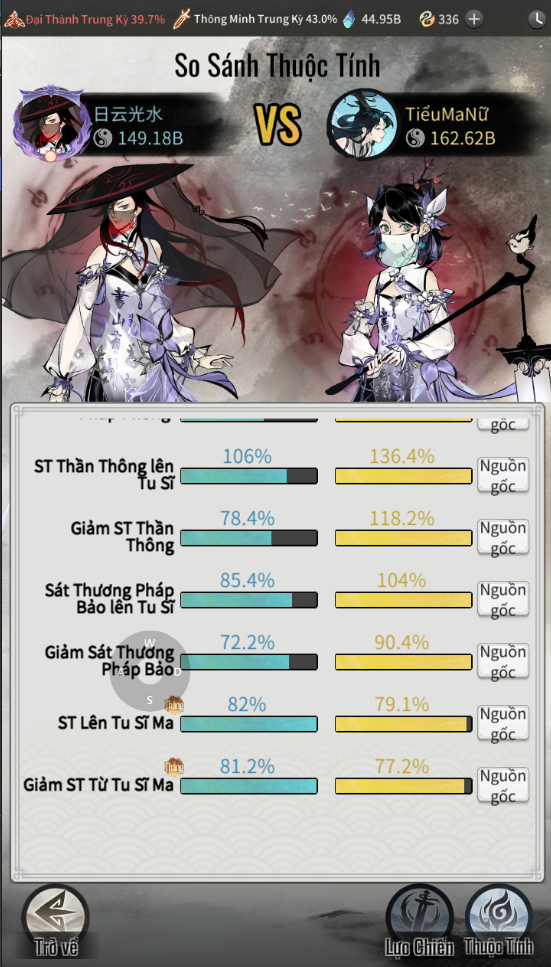 Đại Thành Trung Kỳ 39.7% Thông Minh Trung Kỳ 43.0% 44.95B 336
So Sánh Thuộc Tính
日云光水
149.18B
VS
TiểuMaNữ
162.62B
gốc
ST Thần Thông lên
Tu Sĩ
106%
136.4%
Nguồn
gốc
Giảm ST Thần
Thông
78.4%
118.2%
Nguồn
gốc
Sát Thương Pháp
Bảo lên Tu Sĩ
85.4%
104%
Nguồn
gốc
Giảm Sát Thương
Pháp Bảo
72.2%
90.4%
Nguồn
gốc
W
D
S
ST Lên Tu Sĩ Ma
Thắng
82%
79.1%
Nguồn
gốc
Giảm ST Từ Tu Sĩ Ma
Thắng
81.2%
77.2%
Nguồn
gốc
Trở về
Lực Chiến
Thuộc Tính